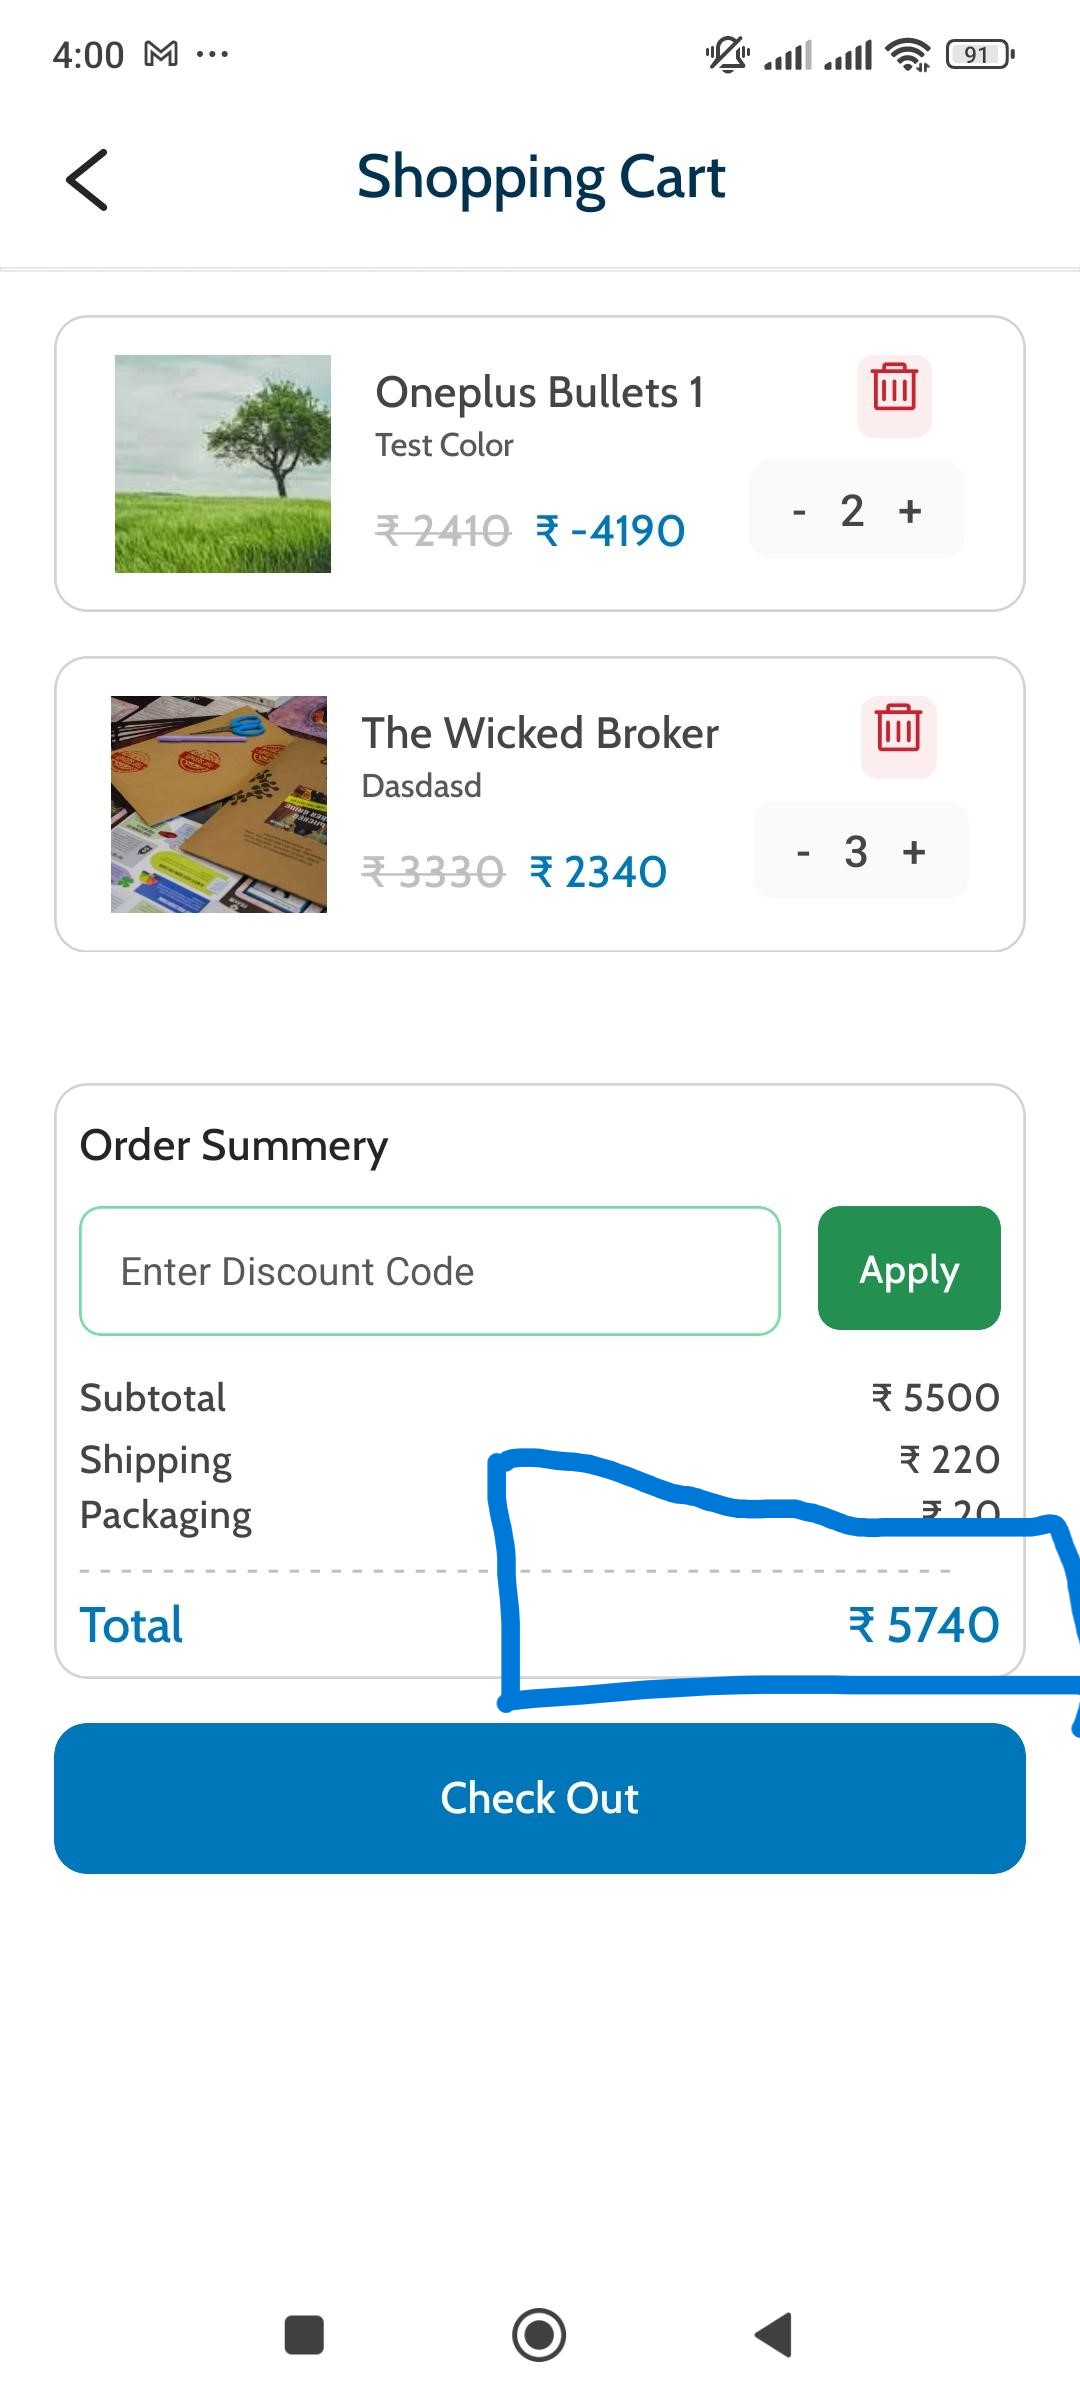 4:00 91
Shopping Cart
Oneplus Bullets 1
Test Color
₹ 2410 ₹ -4190
- 2 +
The Wicked Broker
Dasdasd
₹ 3330 ₹ 2340
- 3 +
Order Summery
Enter Discount Code Apply
Subtotal ₹ 5500
Shipping ₹ 220
Packaging ₹ 20
Total ₹ 5740
Check Out